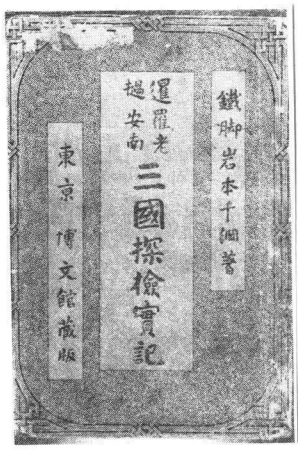 鐵脚岩本千綱著
暹羅老
撾安南
三國探檢實記
東京 博文館藏版